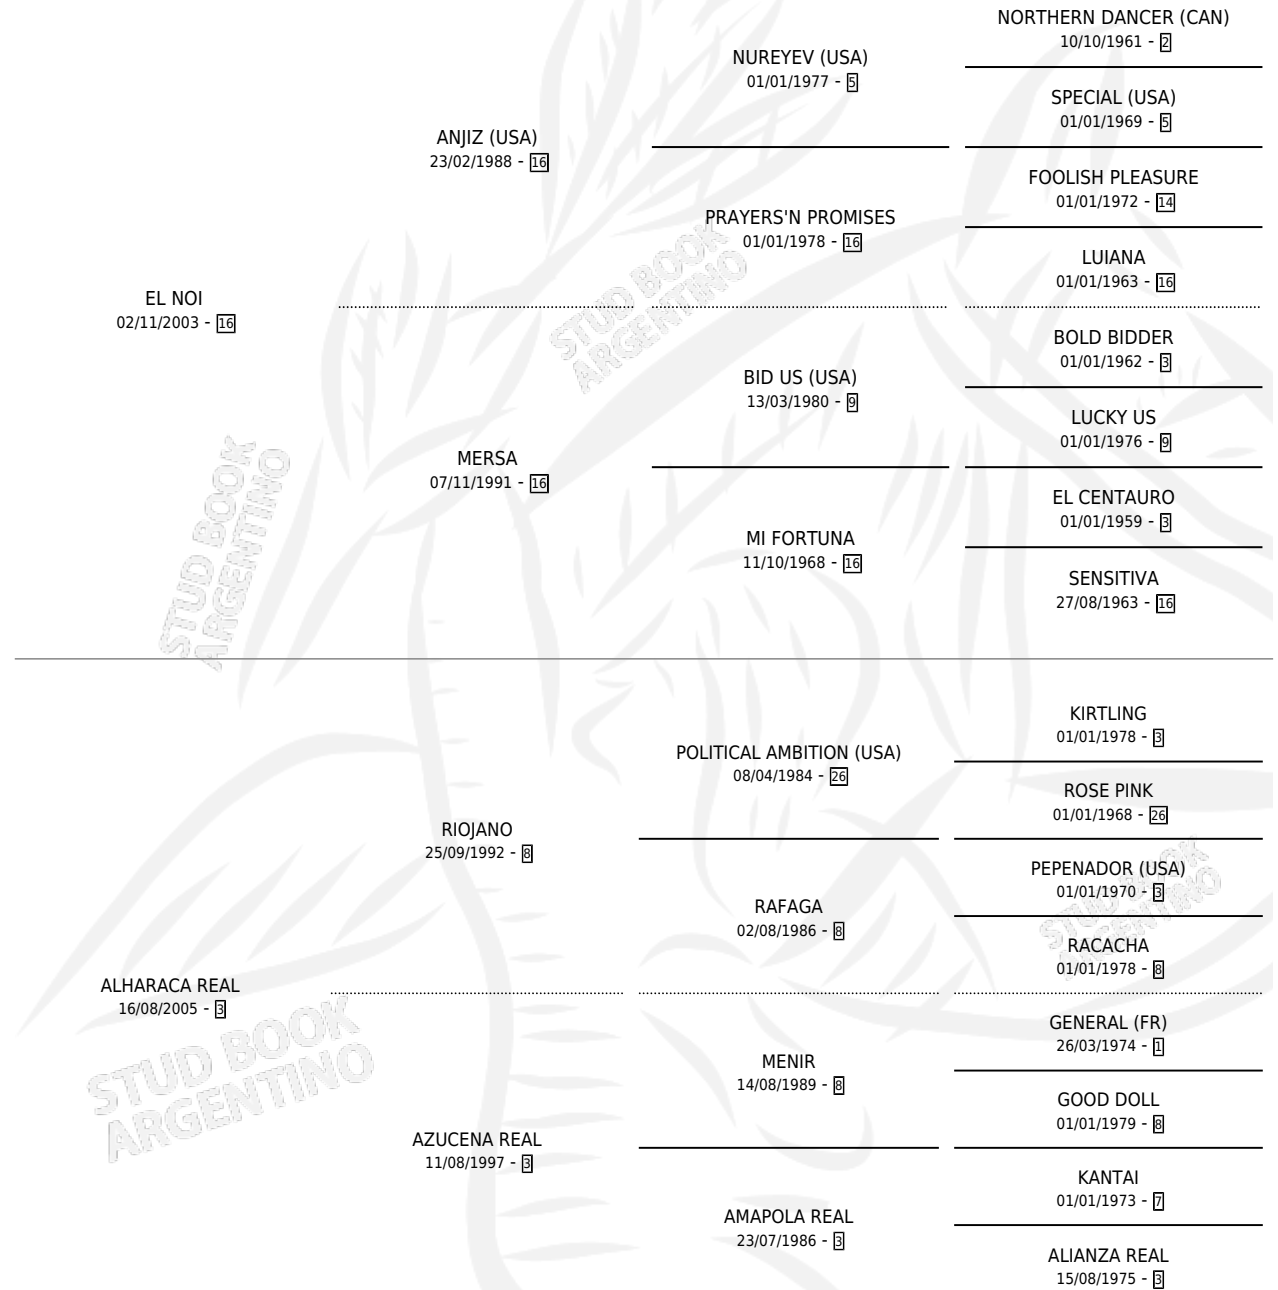 NORTHERN DANCER (CAN)
10/10/1961 - 2
NUREYEV (USA)
01/01/1977 - 5
SPECIAL (USA)
01/01/1969 - 5
ANJIZ (USA)
23/02/1988 - 16
FOOLISH PLEASURE
01/01/1972 - 14
PRAYERS'N PROMISES
01/01/1978 - 16
LUIANA
01/01/1963 - 16
EL NOI
02/11/2003 - 16
BOLD BIDDER
01/01/1962 - 3
BID US (USA)
13/03/1980 - 9
LUCKY US
01/01/1976 - 9
MERSA
07/11/1991 - 16
EL CENTAURO
01/01/1959 - 3
MI FORTUNA
11/10/1968 - 16
SENSITIVA
27/08/1963 - 16
KIRTLING
01/01/1978 - 3
POLITICAL AMBITION (USA)
08/04/1984 - 26
ROSE PINK
01/01/1968 - 26
RIOJANO
25/09/1992 - 8
PEPENADOR (USA)
01/01/1970 - 3
RAFAGA
02/08/1986 - 8
RACACHA
01/01/1978 - 8
ALHARACA REAL
16/08/2005 - 3
GENERAL (FR)
26/03/1974 - 1
MENIR
14/08/1989 - 8
GOOD DOLL
01/01/1979 - 8
AZUCENA REAL
11/08/1997 - 3
KANTAI
01/01/1973 - 7
AMAPOLA REAL
23/07/1986 - 3
ALIANZA REAL
15/08/1975 - 3
STUD BOOK
ARGENTINO
STUD BOOK
ARGENTINO
STUD BOOK
ARGENTINO
STUD BOOK
ARGENTINO